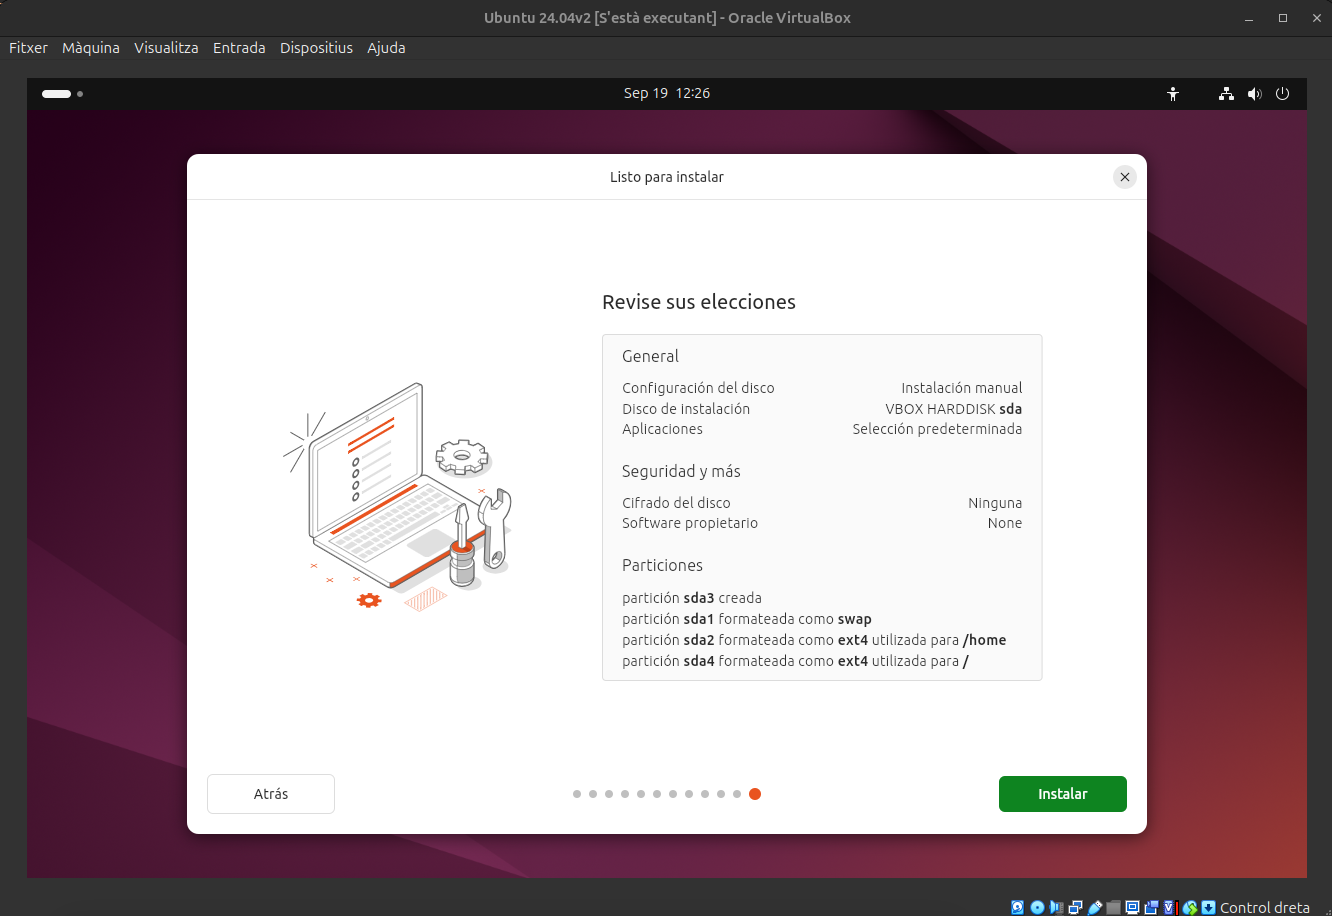 Ubuntu 24.04v2 [S'està executant] - Oracle VirtualBox
Fitxer Màquina Visualitza Entrada Dispositius Ajuda
Sep 19 12:26
Listo para instalar
Revise sus elecciones
General
Configuración del disco Instalación manual
Disco de instalación VBOX HARDDISK sda
Aplicaciones Selección predeterminada
Seguridad y más
Cifrado del disco Ninguna
Software propietario None
Particiones
partición sda3 creada
partición sda1 formateada como swap
partición sda2 formateada como ext4 utilizada para /home
partición sda4 formateada como ext4 utilizada para /
Atrás
Instalar
Control dreta